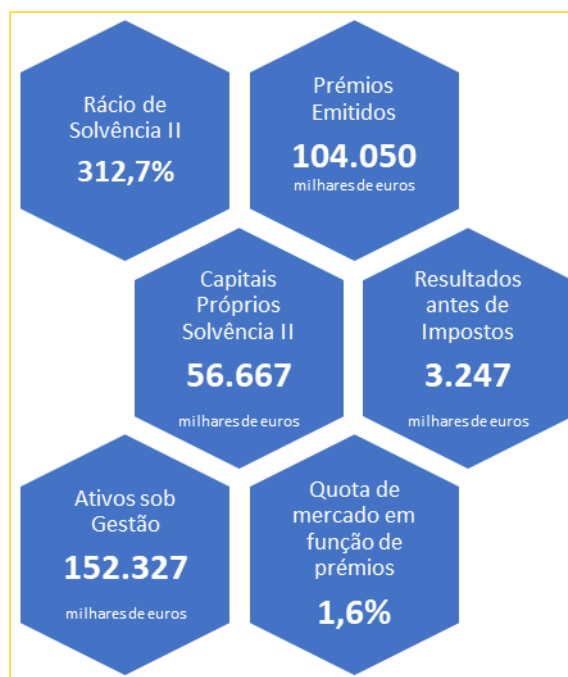 Rácio de
Solvência II
312,7%
Prémios
Emitidos
104.050
milhares de euros
Capitais
Próprios
Solvência II
56.667
milhares de euros
Resultados
antes de
Impostos
3.247
milhares de euros
Ativos sob
Gestão
152.327
milhares de euros
Quota de
mercado em
função de
prémios
1,6%